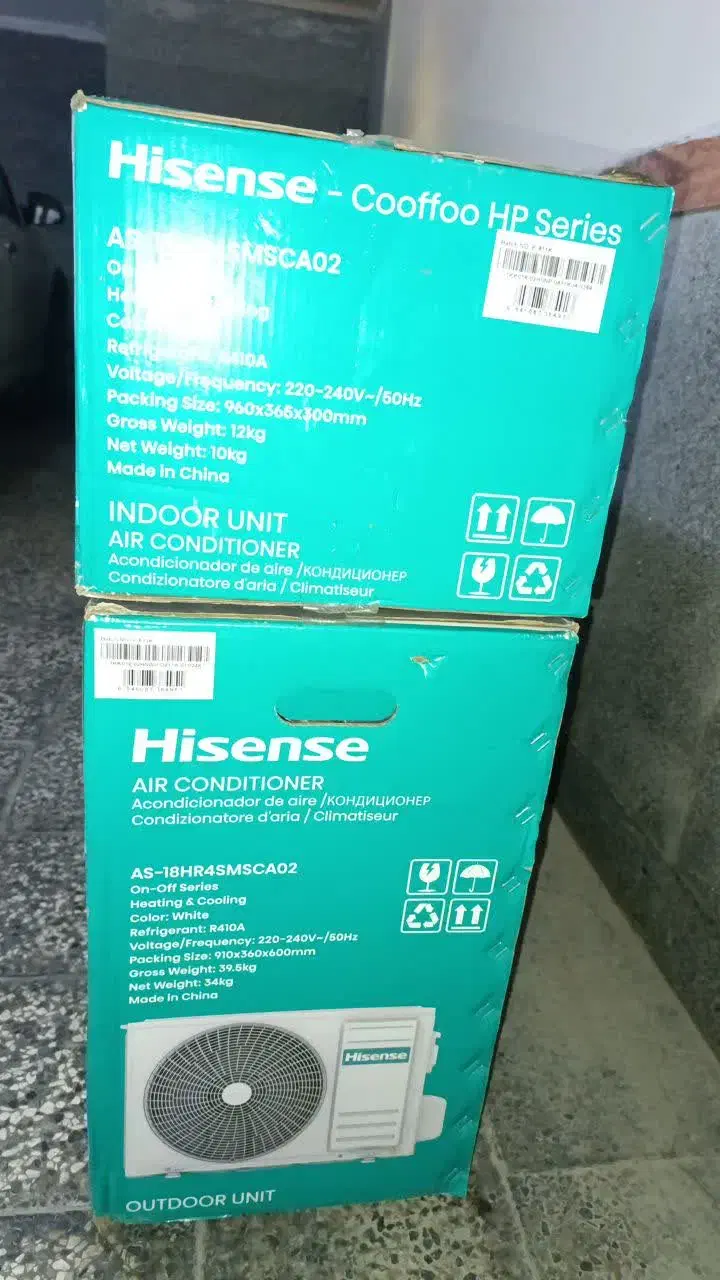 Hisense - Cooffoo HP Series
SMSCA02
R410A
Voltage/Frequency: 220-240V~/50Hz
Packing Size: 960x365x300mm
Gross Weight: 12kg
Net Weight: 10kg
Made in China
INDOOR UNIT
AIR CONDITIONER
Acondicionador de aire /КОНДИЦИОНЕР
Condizionatore d'aria / Climatiseur
Hisense
AIR CONDITIONER
Acondicionador de aire /КОНДИЦИОНЕР
Condizionatore d'aria / Climatiseur
AS-18HR4SMSCA02
On-Off Series
Heating & Cooling
Color: White
Refrigerant: R410A
Voltage/Frequency: 220-240V~/50Hz
Packing Size: 910x360x600mm
Gross Weight: 39.5kg
Net Weight: 34kg
Made in China
Hisense
OUTDOOR UNIT